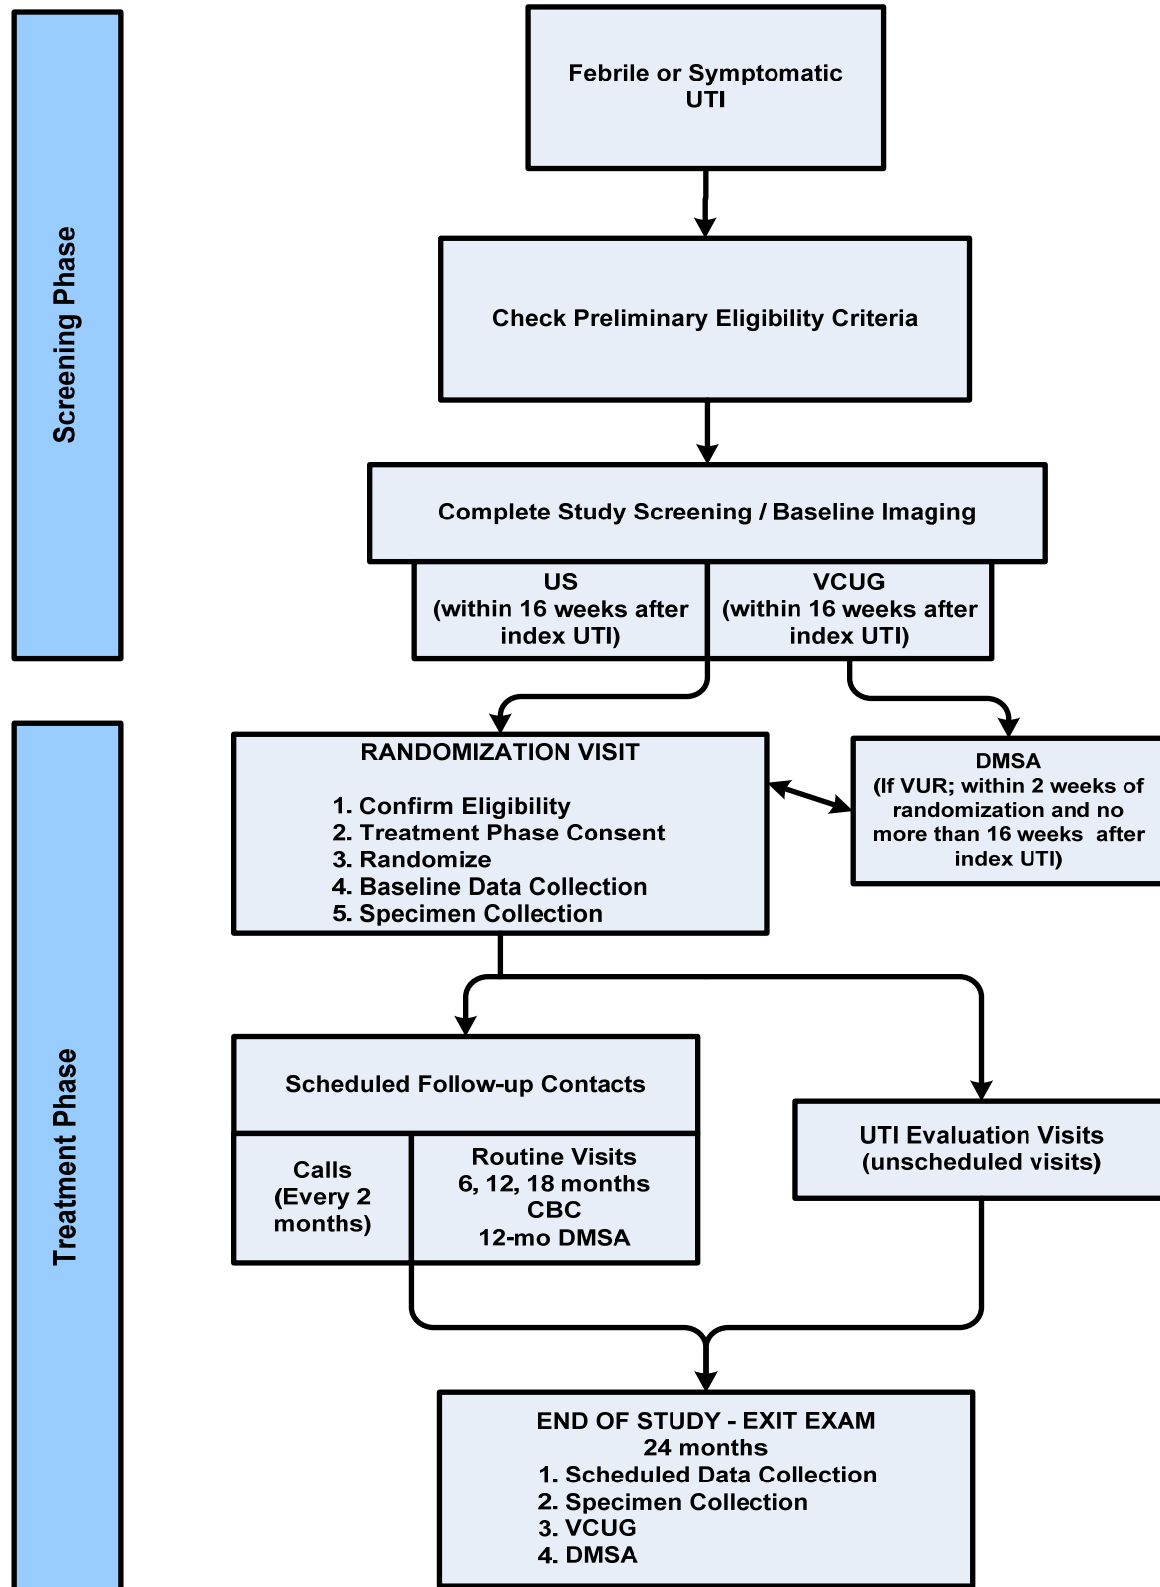 Screening Phase
Febrile or Symptomatic
UTI
Check Preliminary Eligibility Criteria
Complete Study Screening / Baseline Imaging
US
(within 16 weeks after
index UTI)
VCUG
(within 16 weeks after
index UTI)
Treatment Phase
RANDOMIZATION VISIT
1. Confirm Eligibility
2. Treatment Phase Consent
3. Randomize
4. Baseline Data Collection
5. Specimen Collection
DMSA
(If VUR; within 2 weeks of
randomization and no
more than 16 weeks after
index UTI)
Scheduled Follow-up Contacts
Calls
(Every 2
months)
Routine Visits
6, 12, 18 months
CBC
12-mo DMSA
UTI Evaluation Visits
(unscheduled visits)
END OF STUDY - EXIT EXAM
24 months
1. Scheduled Data Collection
2. Specimen Collection
3. VCUG
4. DMSA